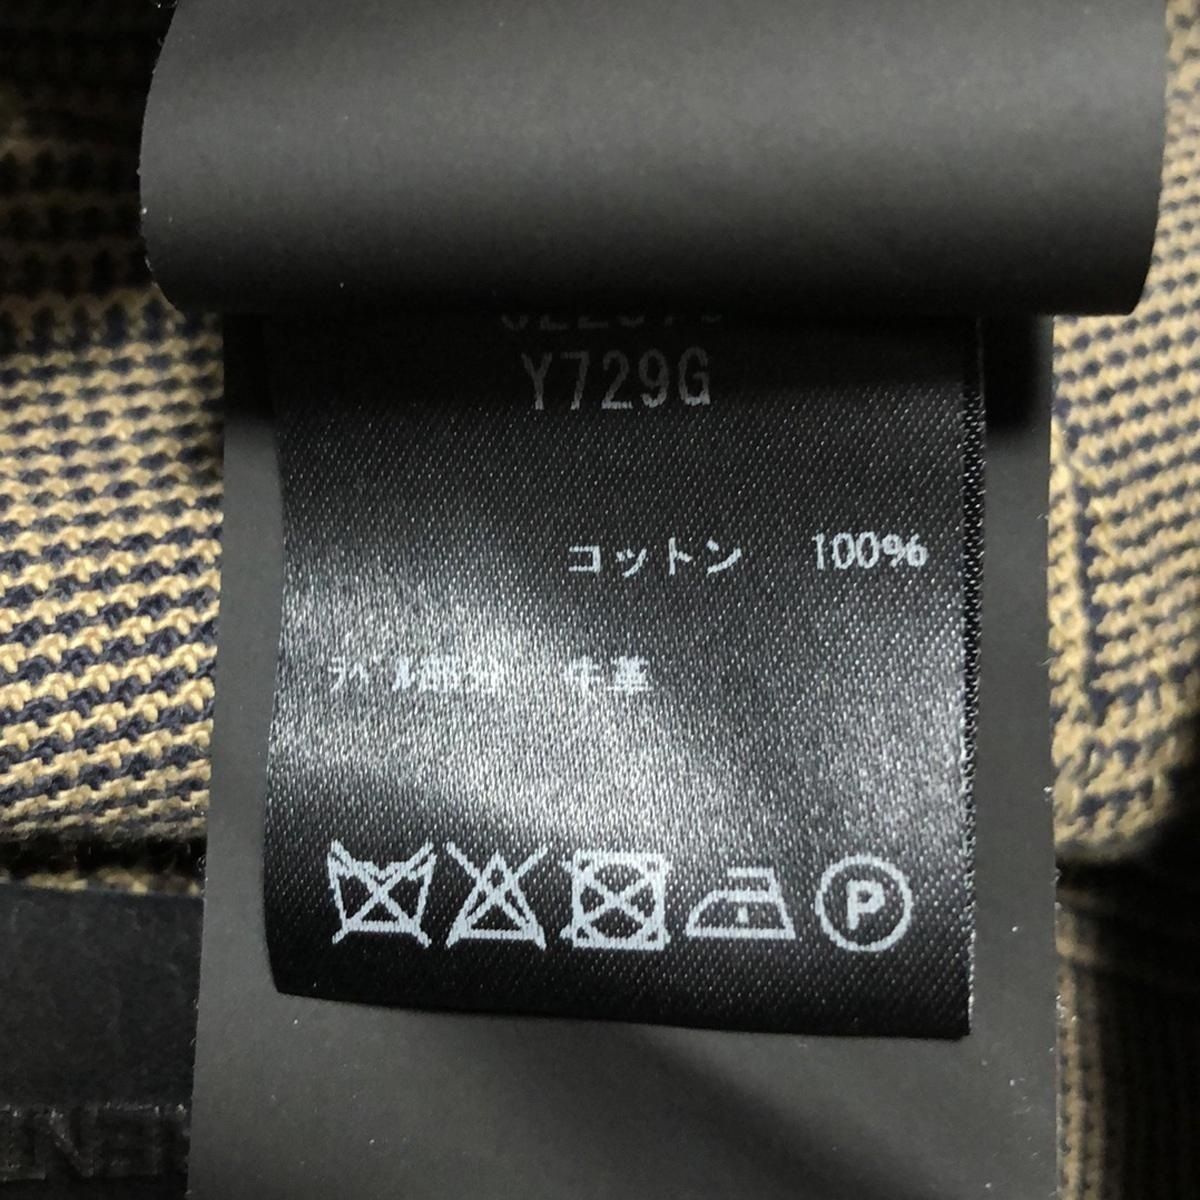 Y729G
コットン 100%
ﾗﾍﾞﾙ部分 牛革
P